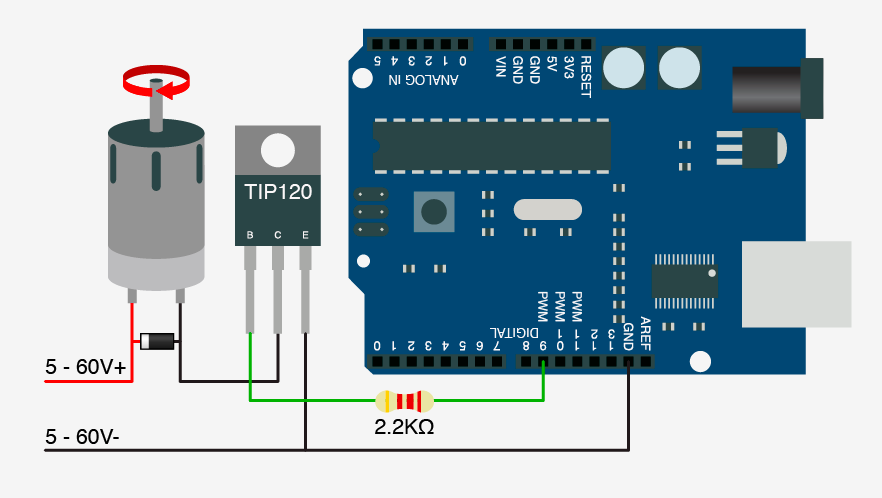 5 4 3 2 1 0
ANALOG IN
VIN
GND
GND
5V
3V3
RESET
TIP120
B C E
PWM
PWM
PWM
DIGITAL
0 1 2 3 4 5 6 7 8 9 10 11 12 13 GND AREF
5 - 60V+
2.2KΩ
5 - 60V-